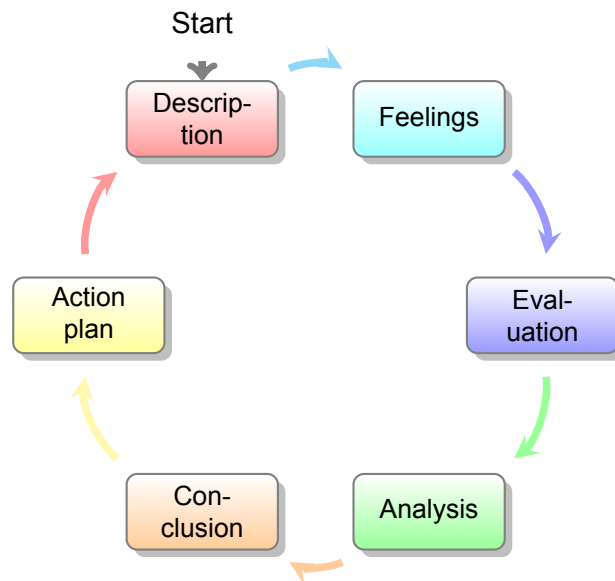 Start
Descrip-
tion
Feelings
Eval-
uation
Analysis
Con-
clusion
Action
plan